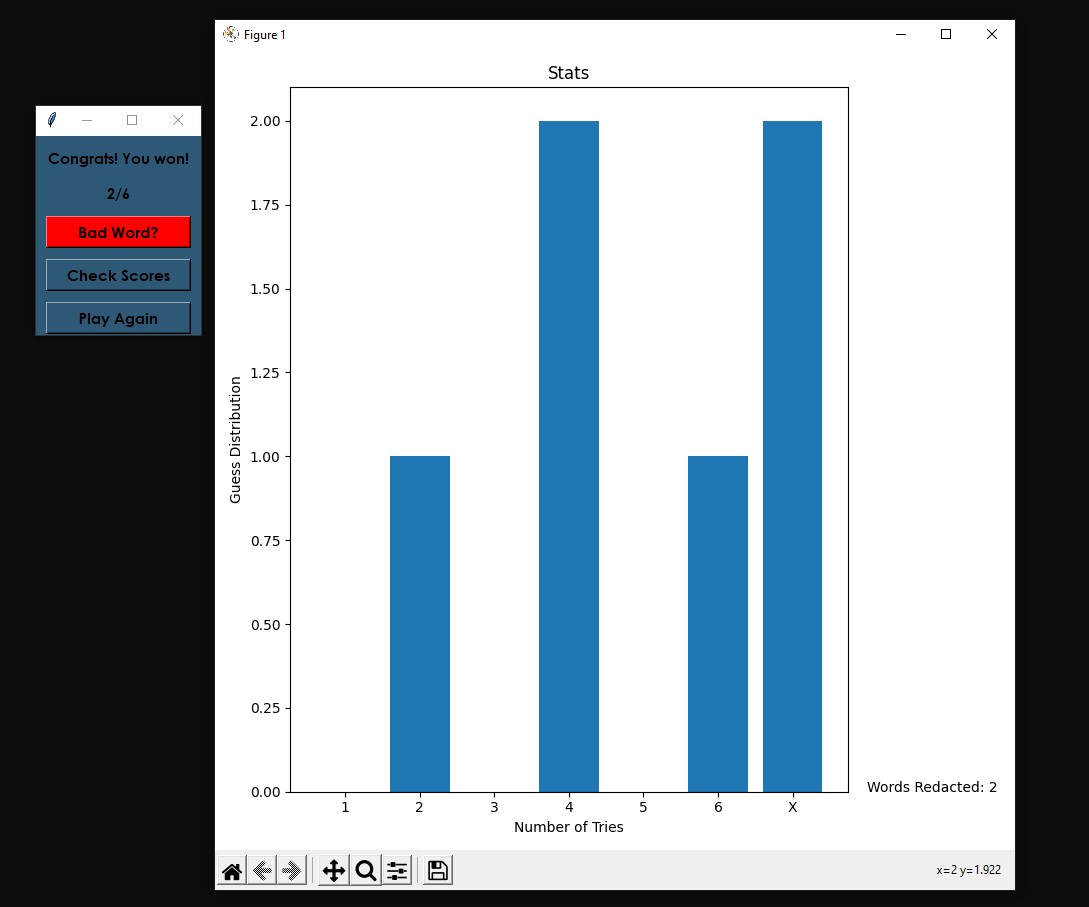 Figure 1
Stats
Congrats! You won!
2/6
Bad Word?
Check Scores
Play Again
Guess Distribution
2.00
1.75
1.50
1.25
1.00
0.75
0.50
0.25
0.00
1 2 3 4 5 6 X
Number of Tries
Words Redacted: 2
x=2 y=1.922